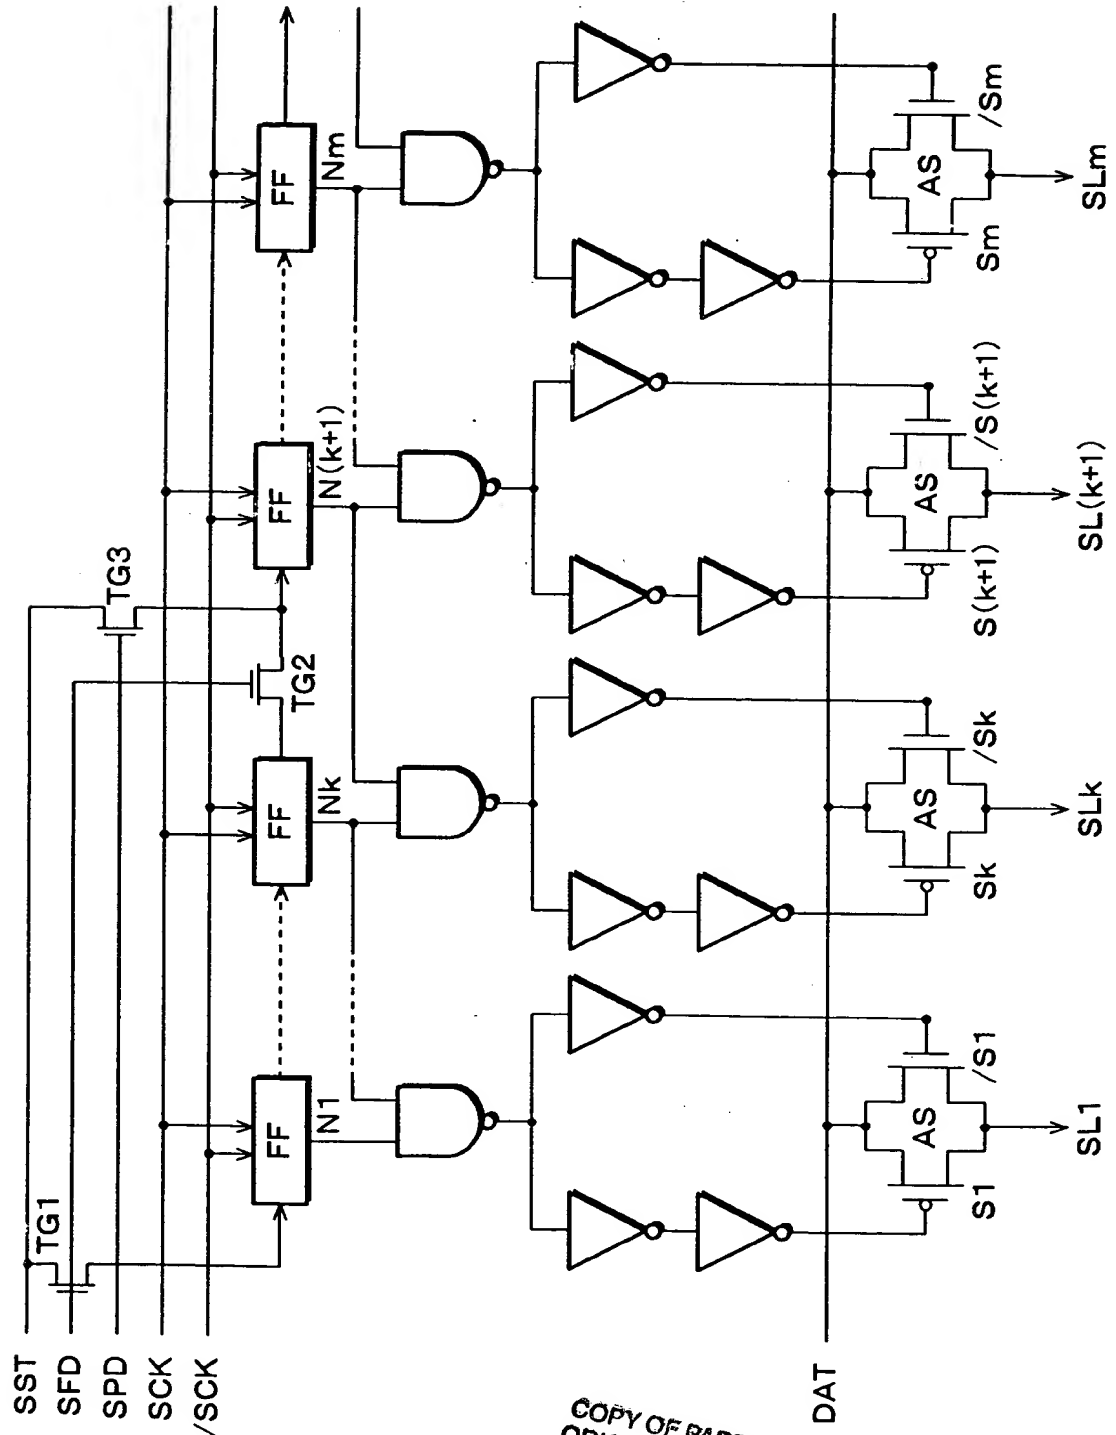 SST
TG1
SFD
SPD
TG3
SCK
/SCK
FF
FF
FF
FF
TG2
N1
Nk
N(k+1)
Nm
COPY OF
DAT
AS
AS
AS
AS
S1
/S1
Sk
/Sk
S(k+1)
/S(k+1)
Sm
/Sm
SL1
SLk
SL(k+1)
SLm